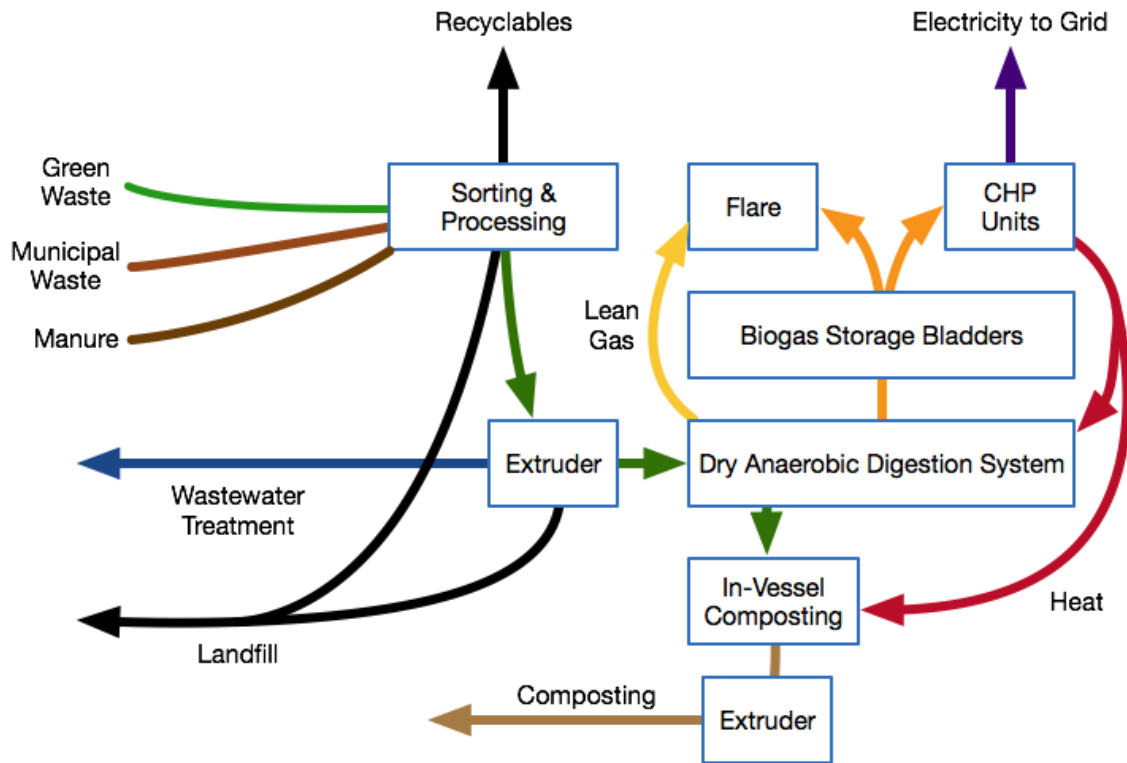 Recyclables
Electricity to Grid
Green
Waste
Sorting &
Processing
Flare
CHP
Units
Municipal
Waste
Manure
Lean
Gas
Biogas Storage Bladders
Extruder
Dry Anaerobic Digestion System
Wastewater
Treatment
In-Vessel
Composting
Heat
Landfill
Composting
Extruder